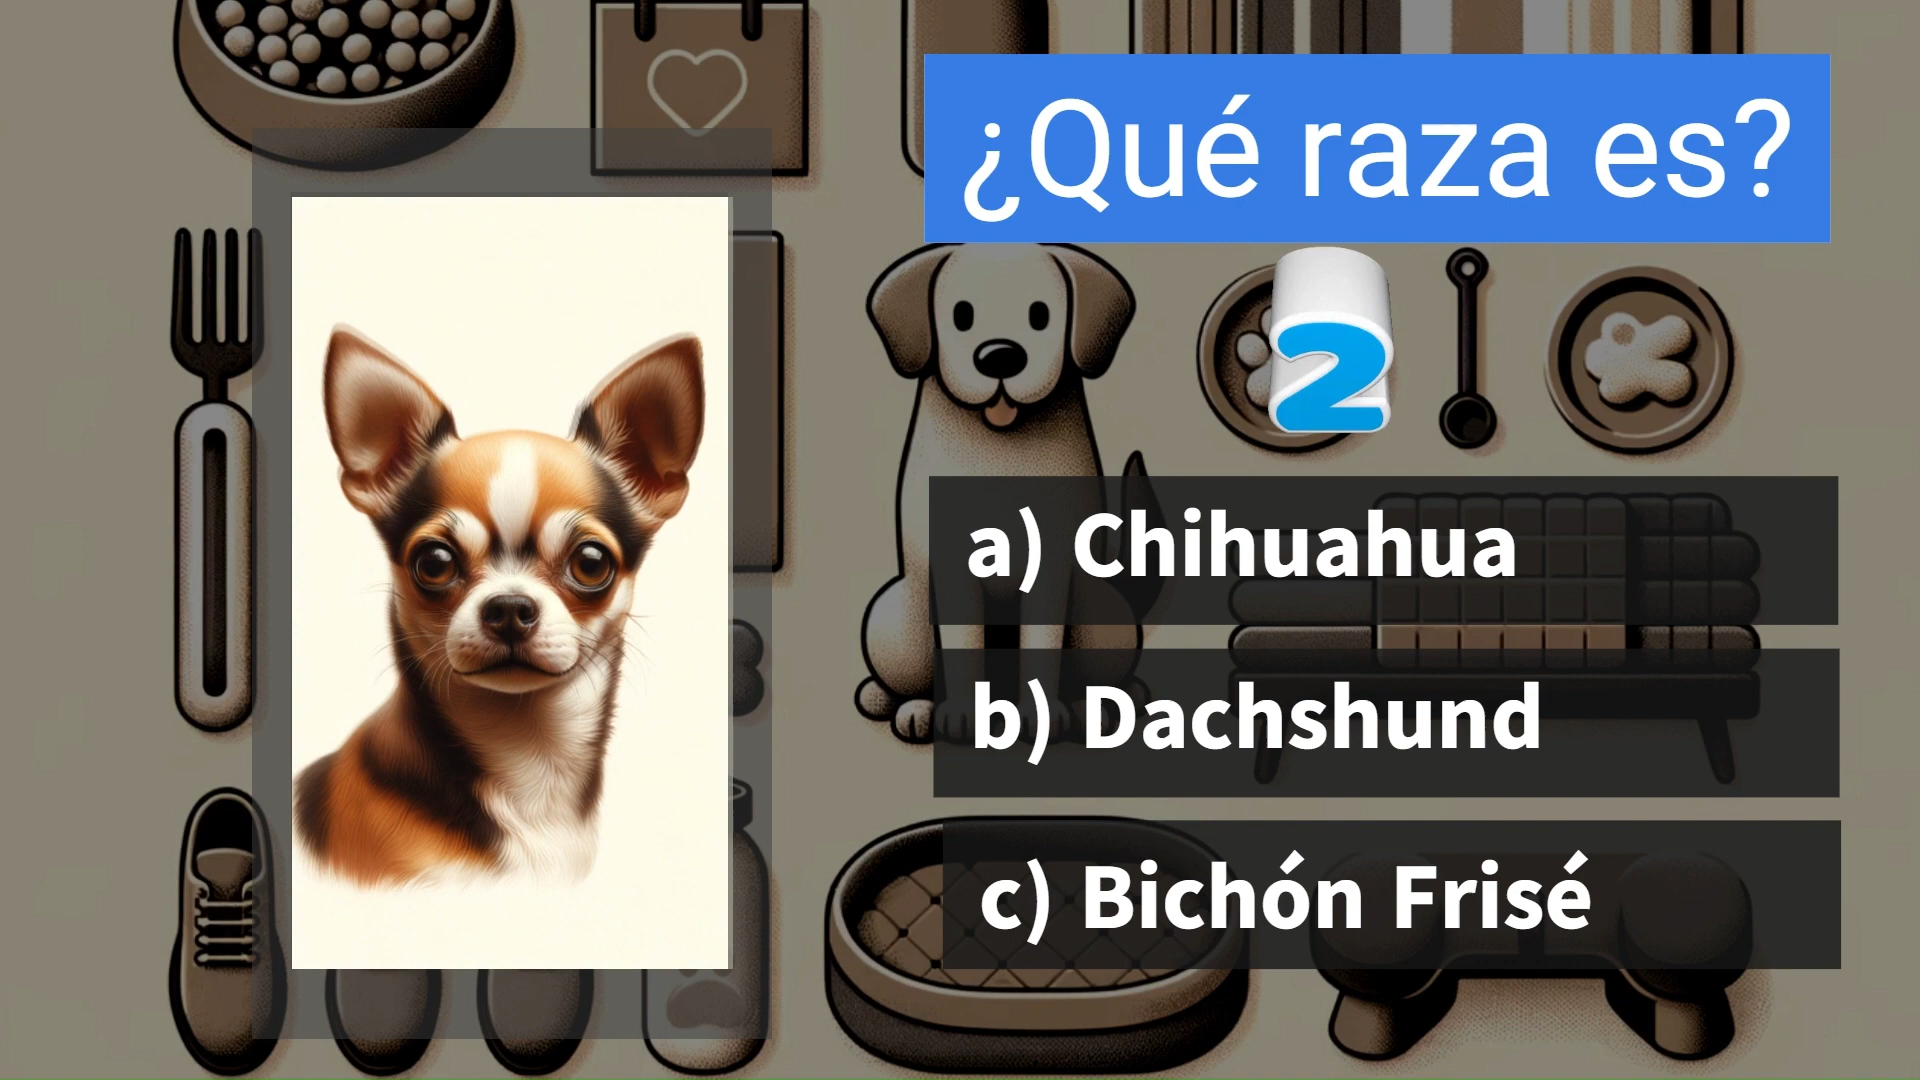 ¿Qué raza es?
2
a) Chihuahua
b) Dachshund
c) Bichón Frisé